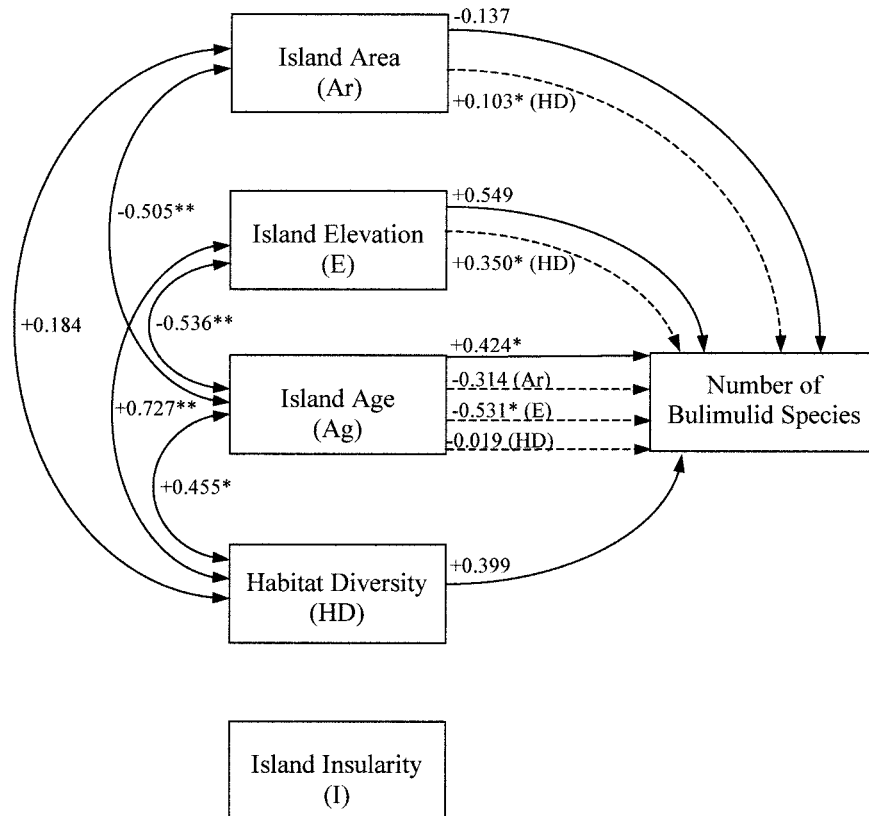 -0.137
Island Area
(Ar)
+0.103* (HD)
-0.505**
+0.549
Island Elevation
(E)
+0.350* (HD)
+0.184
-0.536**
+0.424*
Island Age
(Ag)
-0.314 (Ar)
-0.531* (E)
-0.019 (HD)
Number of
Bulimulid Species
+0.727**
+0.455*
+0.399
Habitat Diversity
(HD)
Island Insularity
(I)